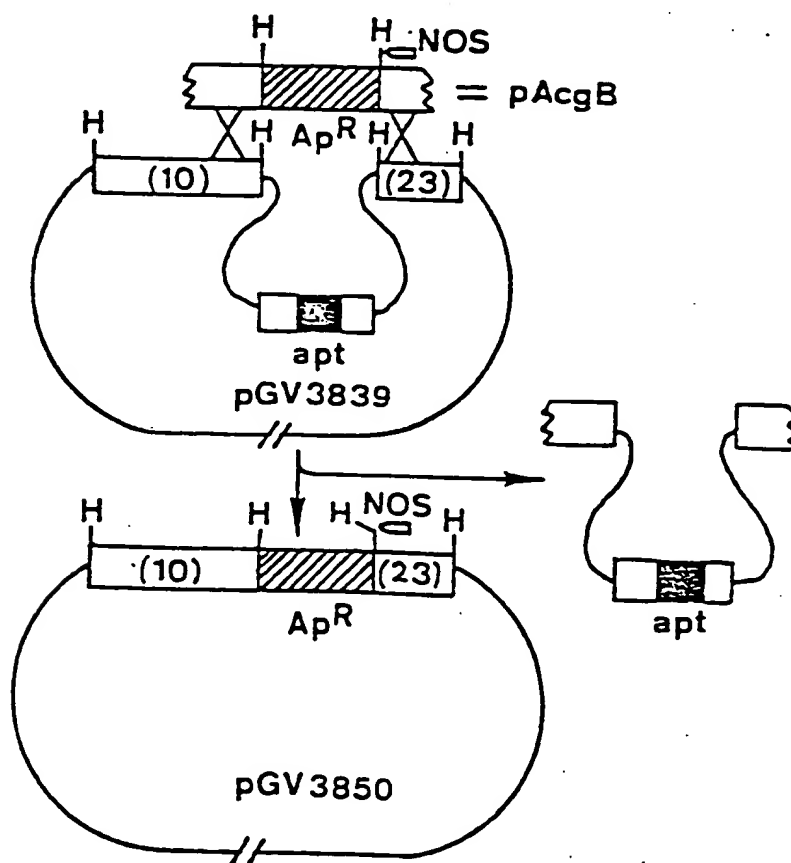 H H NOS
= pAcgB
H H Ap^R H H
(10) (23)
apt
pGV3839
H H H NOS H
(10) (23)
Ap^R
apt
pGV3850